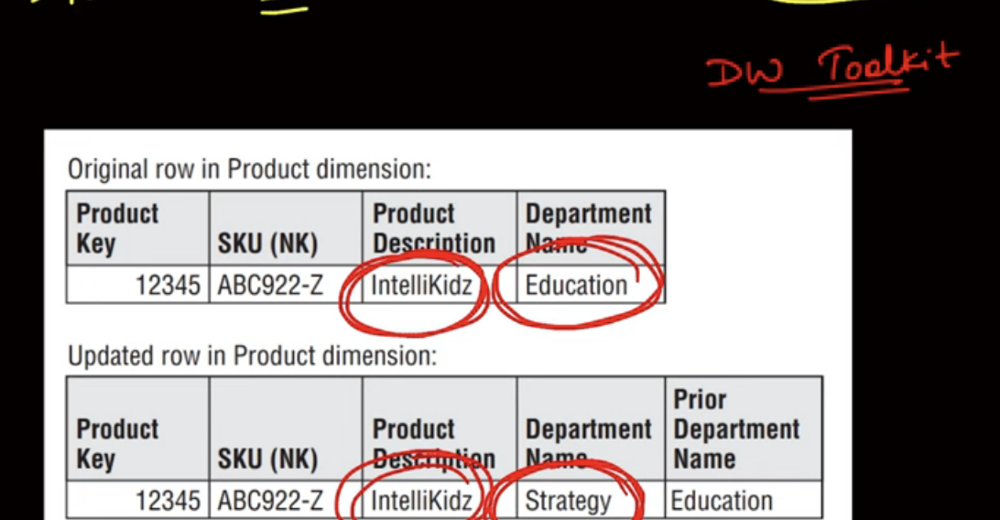 DW Toolkit
Original row in Product dimension:
Product Key SKU (NK) Product Description Department Name
12345 ABC922-Z IntelliKidz Education
Updated row in Product dimension:
Product Key SKU (NK) Product Description Department Name Prior Department Name
12345 ABC922-Z IntelliKidz Strategy Education